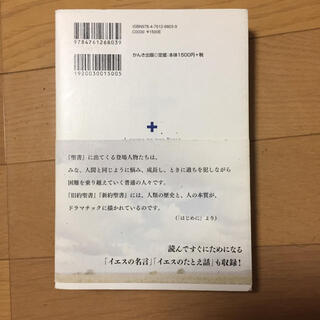 9784761268039
1920030015005
ISBN978-4-7612-6803-9
C0030 ¥1500E
かんき出版 定価:本体1500円+税
『聖書』に出てくる登場人物たちは、
みな、人間と同じように悩み、成長し、ときに過ちを犯しながら
困難を乗り越えていく普通の人々です。
『旧約聖書』『新約聖書』には、人類の歴史と、人の本質が、
ドラマチックに描かれているのです。
(「はじめに」より)
読んですぐにためになる
「イエスの名言」「イエスのたとえ話」も収録!